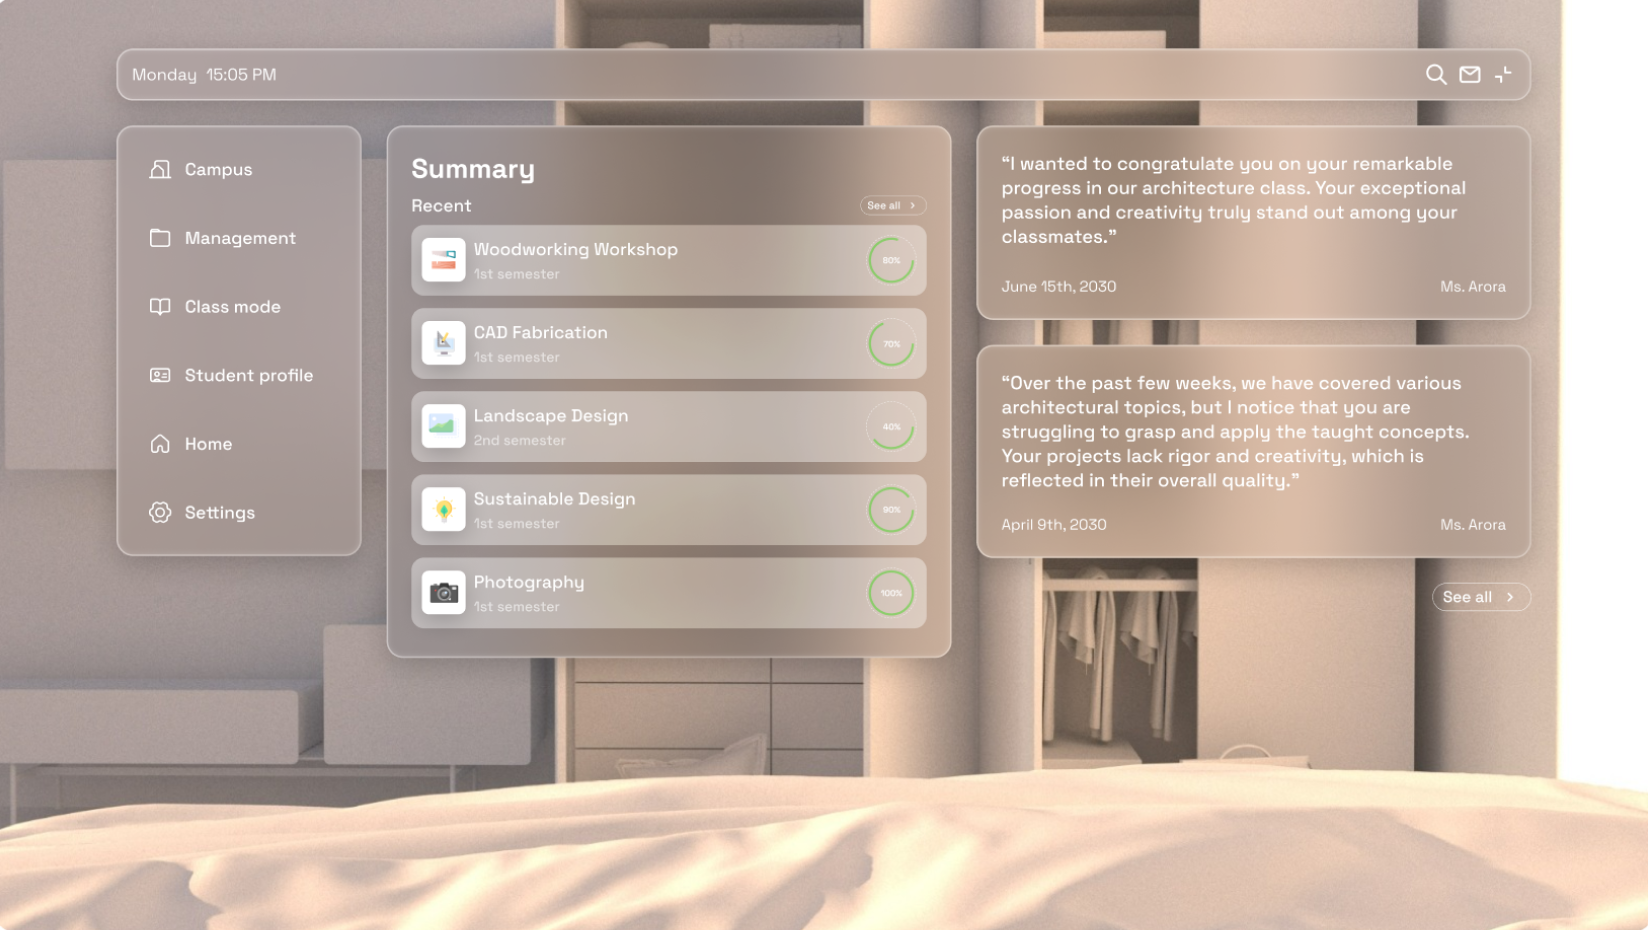 Monday 15:05 PM
Campus
Management
Class mode
Student profile
Home
Settings
Summary
Recent
See all
Woodworking Workshop
1st semester
80%
CAD Fabrication
1st semester
70%
Landscape Design
2nd semester
40%
Sustainable Design
1st semester
90%
Photography
1st semester
100%
“I wanted to congratulate you on your remarkable
progress in our architecture class. Your exceptional
passion and creativity truly stand out among your
classmates.”
June 15th, 2030
Ms. Arora
“Over the past few weeks, we have covered various
architectural topics, but I notice that you are
struggling to grasp and apply the taught concepts.
Your projects lack rigor and creativity, which is
reflected in their overall quality.”
April 9th, 2030
Ms. Arora
See all